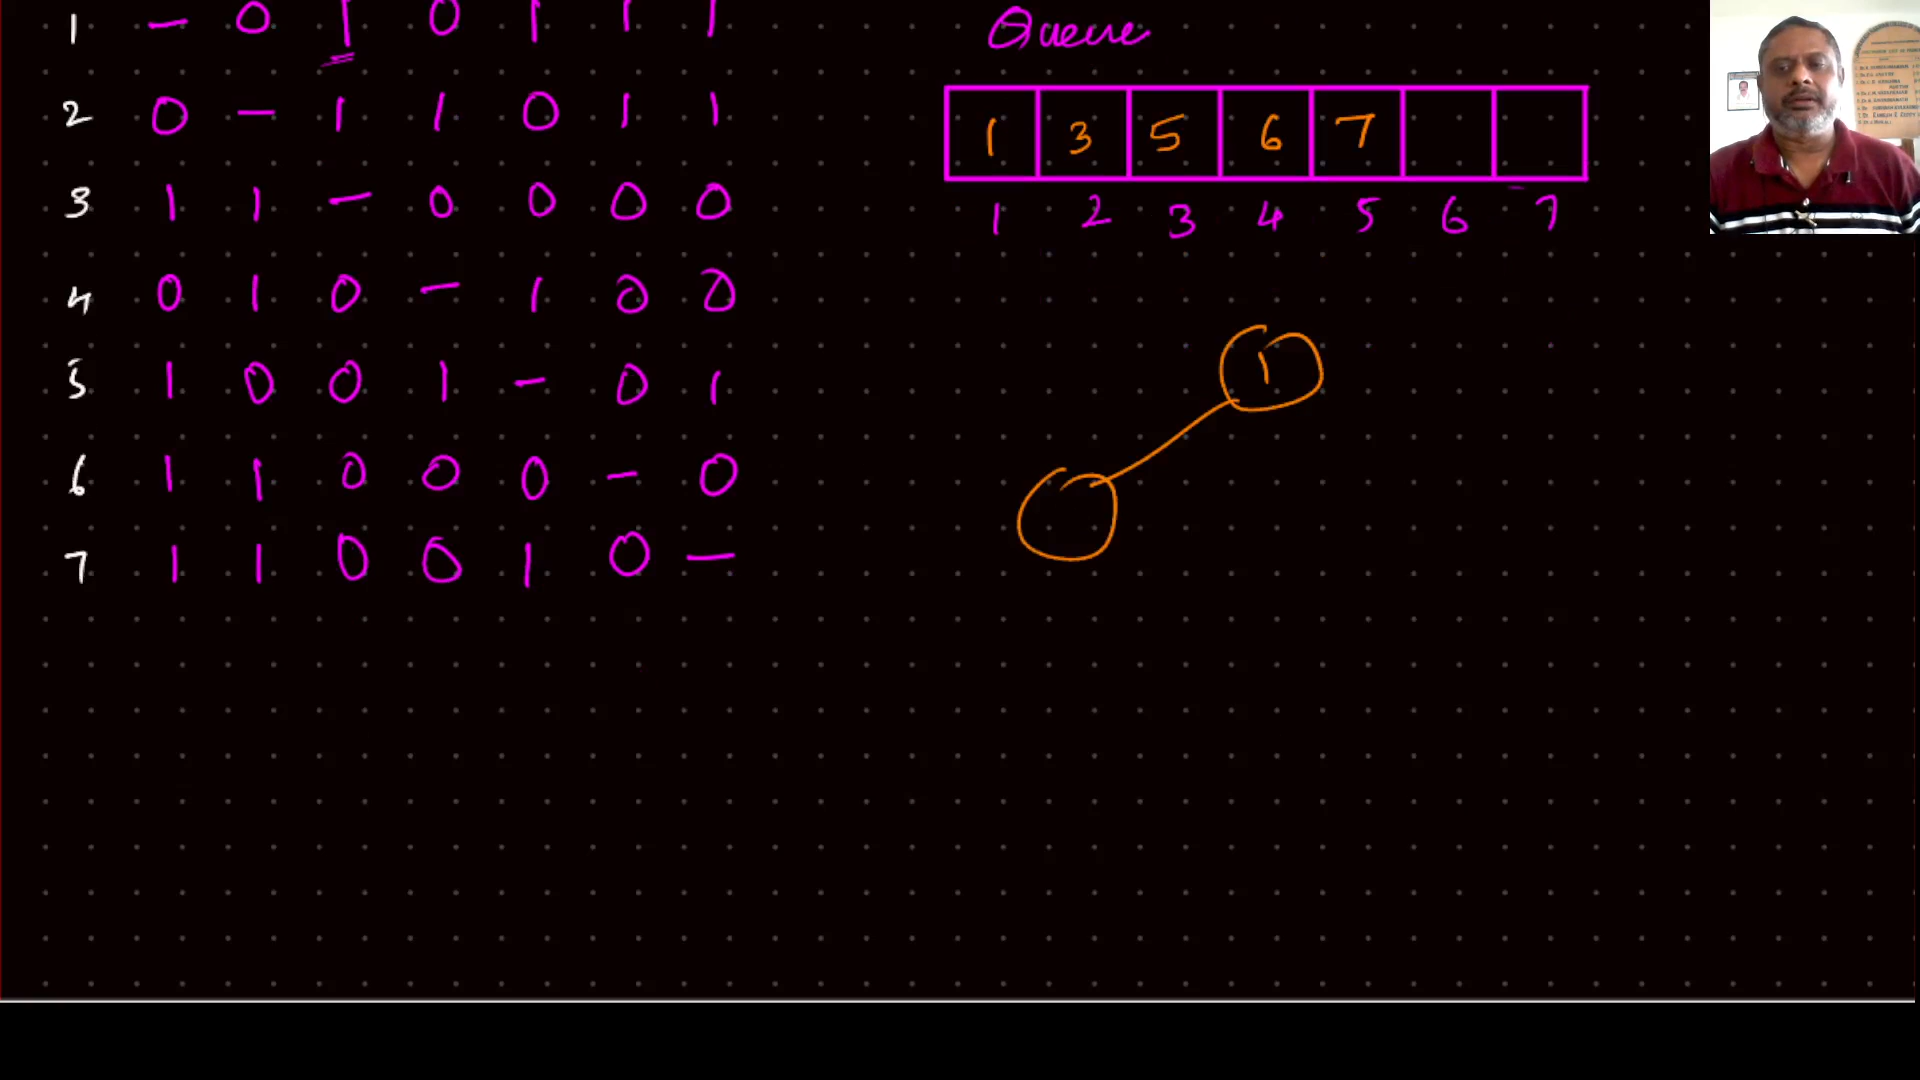 1 – 0 1 0 1 1 1
2 0 – 1 1 0 1 1
3 1 1 – 0 0 0 0
4 0 1 0 – 1 0 0
5 1 0 0 1 – 0 1
6 1 1 0 0 0 – 0
7 1 1 0 0 1 0 –
Queue
1 3 5 6 7
1 2 3 4 5 6 7
1